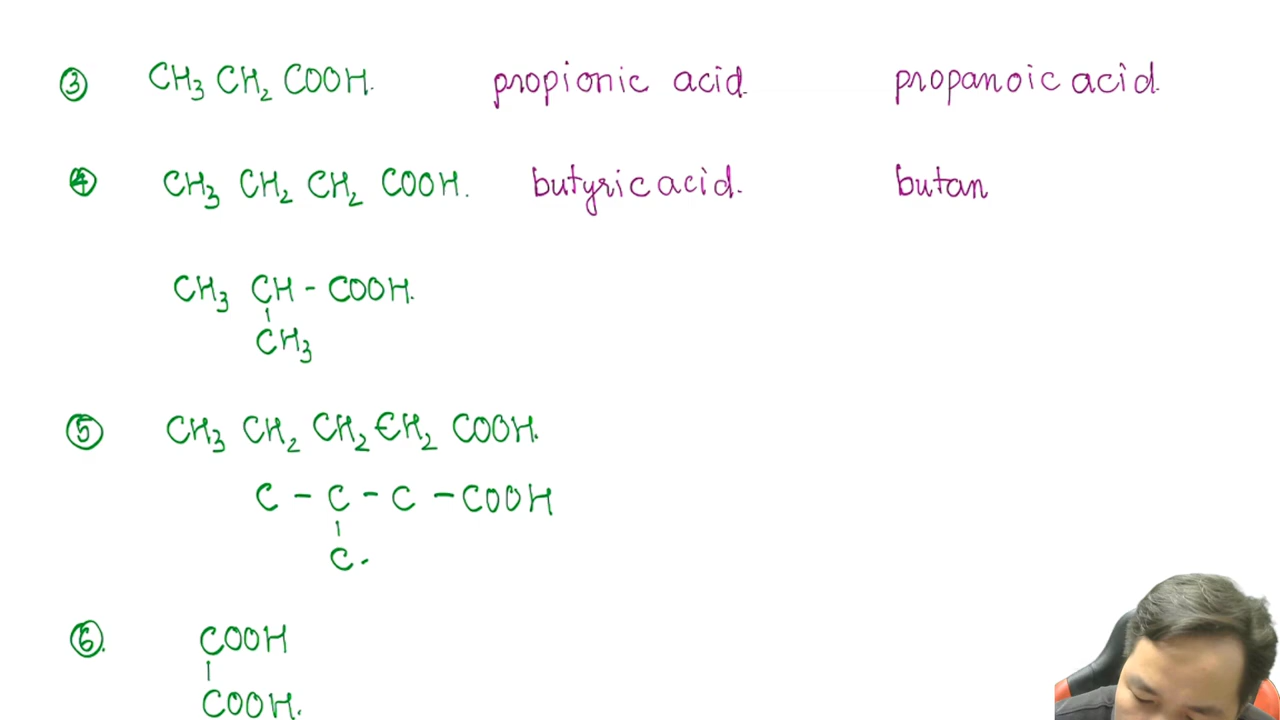 ③ CH3 CH2 COOH. propionic acid. propanoic acid.
④ CH3 CH2 CH2 COOH. butyric acid. butan
CH3 CH - COOH.
CH3
⑤ CH3 CH2 CH2 CH2 COOH.
C - C - C - COOH
C.
⑥. COOH
COOH.